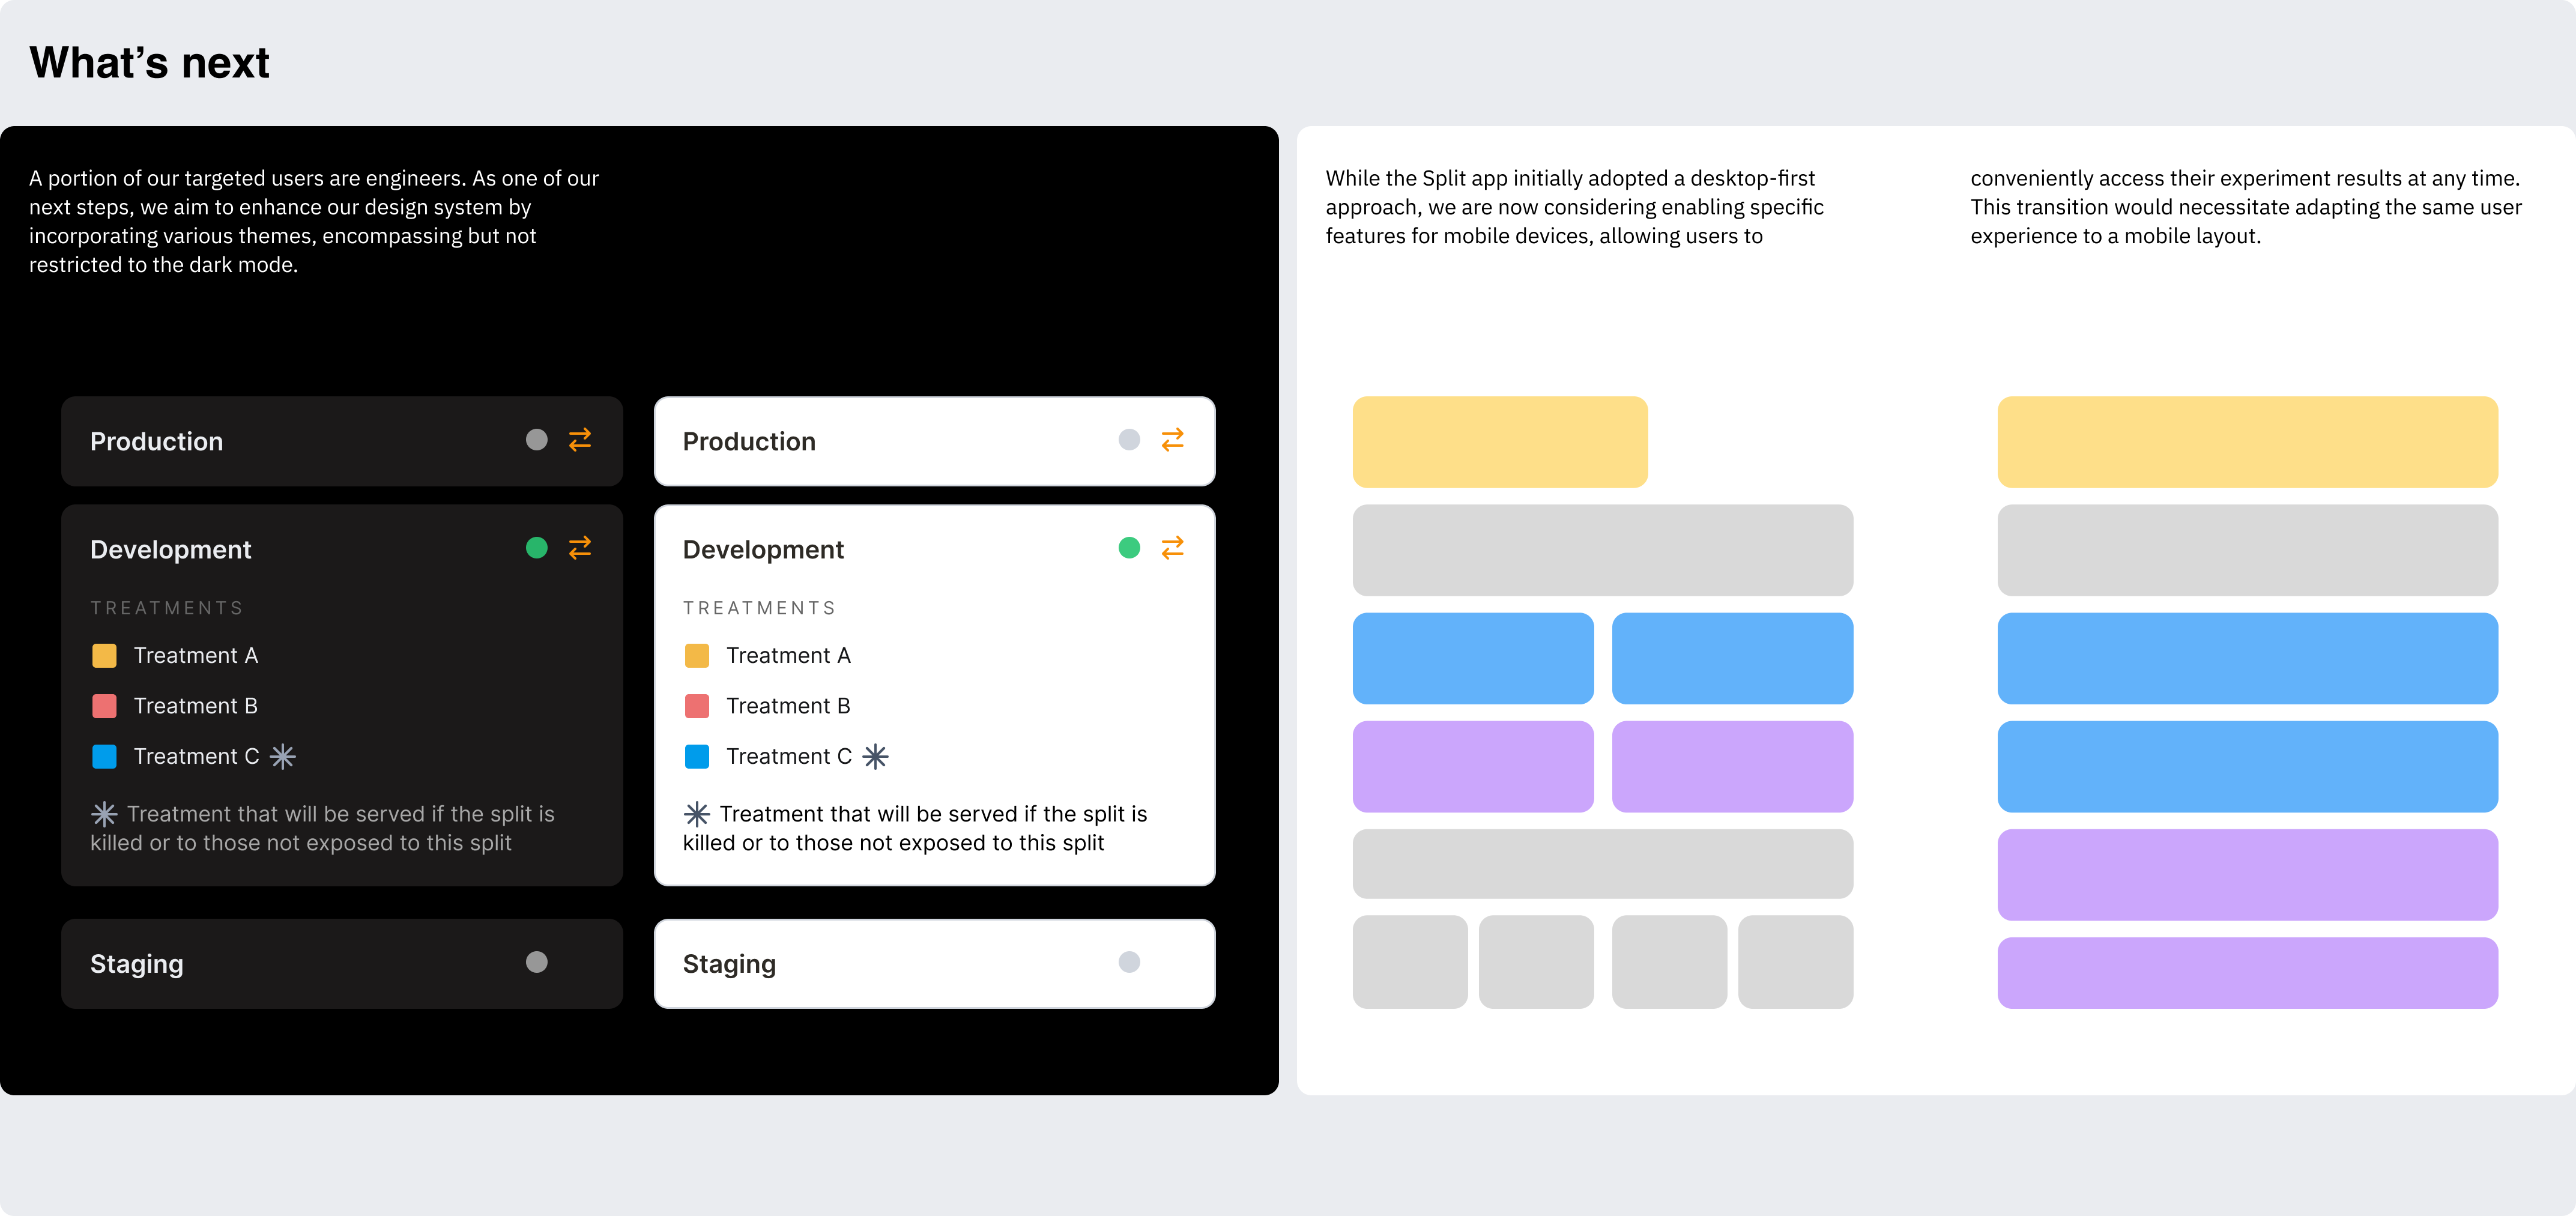 What’s next
A portion of our targeted users are engineers. As one of our
next steps, we aim to enhance our design system by
incorporating various themes, encompassing but not
restricted to the dark mode.
Production
Development
TREATMENTS
Treatment A
Treatment B
Treatment C
Treatment that will be served if the split is
killed or to those not exposed to this split
Staging
Production
Development
TREATMENTS
Treatment A
Treatment B
Treatment C
Treatment that will be served if the split is
killed or to those not exposed to this split
Staging
While the Split app initially adopted a desktop-first
approach, we are now considering enabling specific
features for mobile devices, allowing users to
conveniently access their experiment results at any time.
This transition would necessitate adapting the same user
experience to a mobile layout.